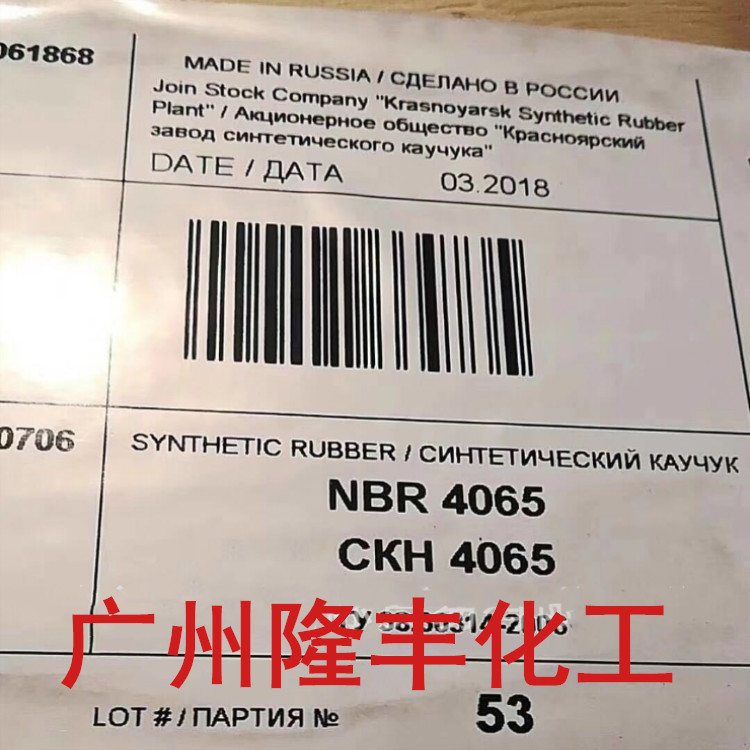 061868
MADE IN RUSSIA / СДЕЛАНО В РОССИИ
Join Stock Company "Krasnoyarsk Synthetic Rubber
Plant" / Акционерное общество "Красноярский
завод синтетического каучука"
DATE / ДАТА 03.2018
0706
SYNTHETIC RUBBER / СИНТЕТИЧЕСКИЙ КАУЧУК
NBR 4065
СКН 4065
广州隆丰化工
LOT # / ПАРТИЯ № 53